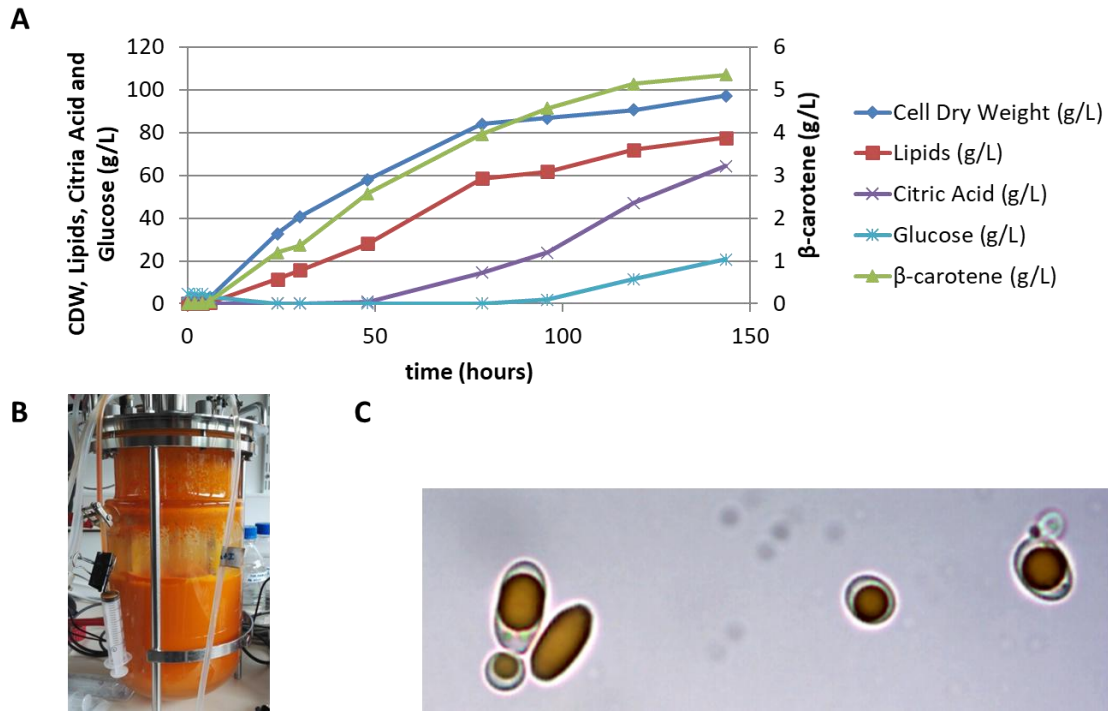 A
CDW, Lipids, Citria Acid and
Glucose (g/L)
120
100
80
60
40
20
0
6
5
4
3
2
1
0
β-carotene (g/L)
0
50
100
150
time (hours)
Cell Dry Weight (g/L)
Lipids (g/L)
Citric Acid (g/L)
Glucose (g/L)
β-carotene (g/L)
B
C